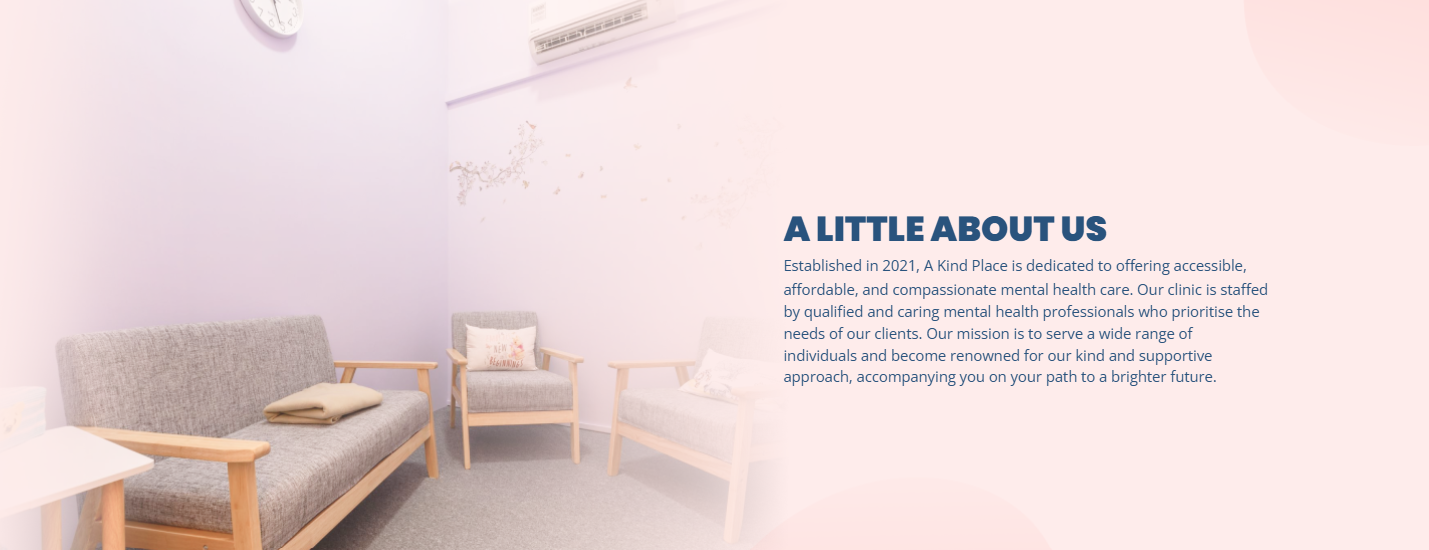 A LITTLE ABOUT US
Established in 2021, A Kind Place is dedicated to offering accessible,
affordable, and compassionate mental health care. Our clinic is staffed
by qualified and caring mental health professionals who prioritise the
needs of our clients. Our mission is to serve a wide range of
individuals and become renowned for our kind and supportive
approach, accompanying you on your path to a brighter future.
NEW
BEGINNING